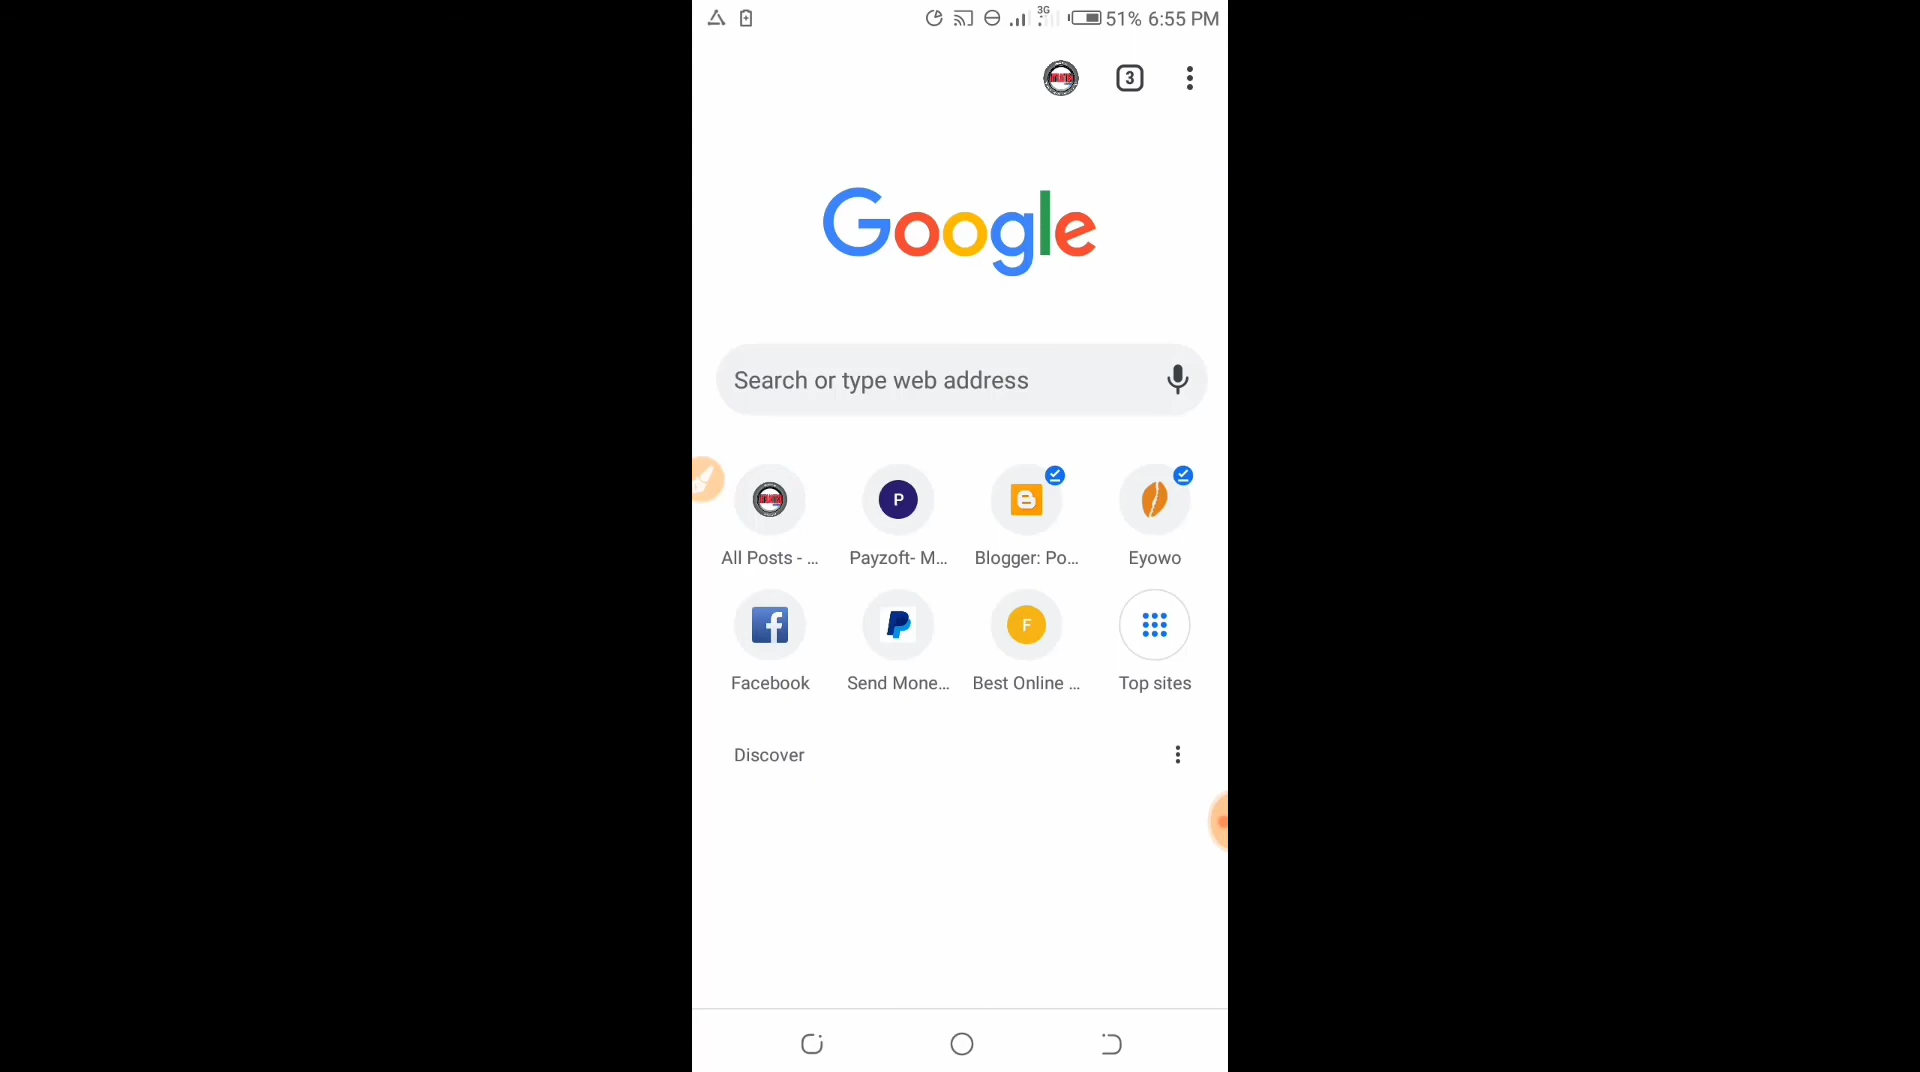 3G
51% 6:55 PM
3
Google
Search or type web address
P
All Posts - ...
Payzoft- M...
Blogger: Po...
Eyowo
F
Facebook
Send Mone...
Best Online ...
Top sites
Discover